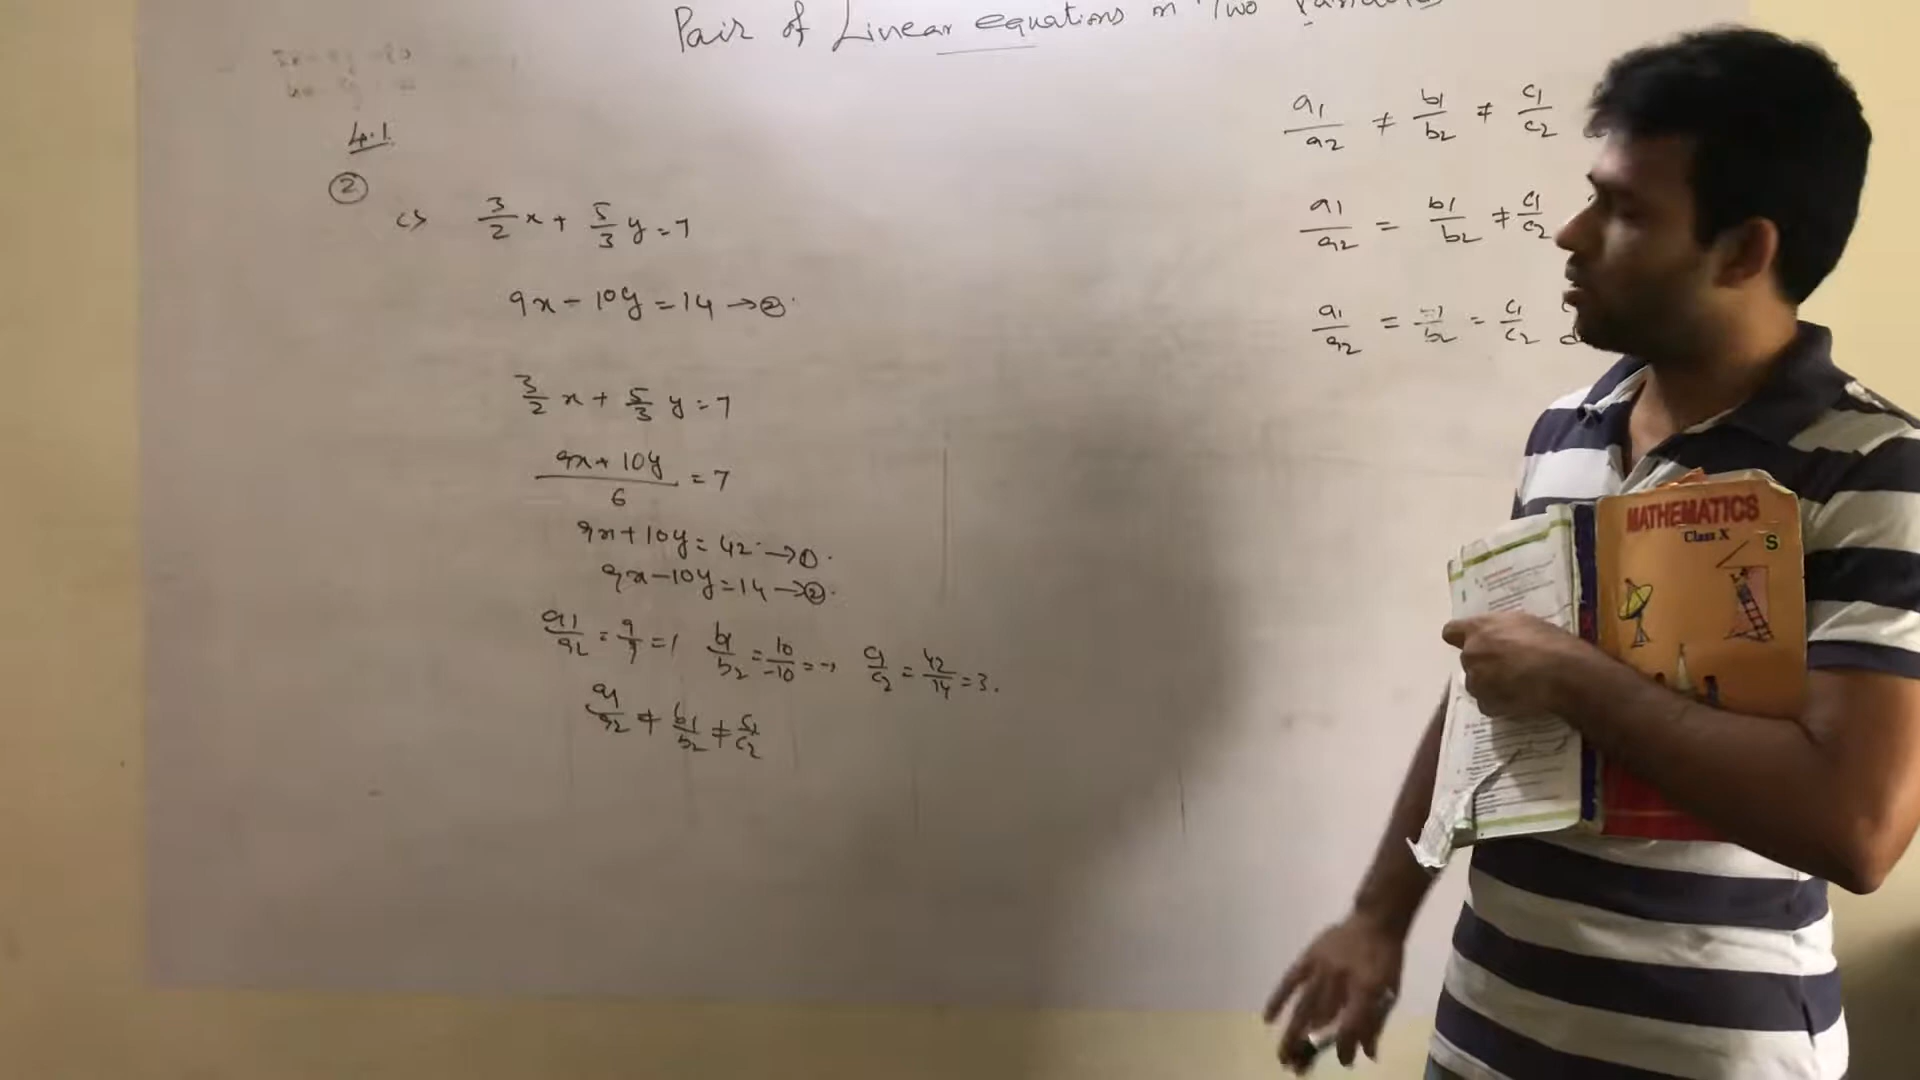 Pair of Linear equations in Two Variables
4.1
②
c> 3/2 x + 5/3 y = 7
9x - 10y = 14 → ②
3/2 x + 5/3 y = 7
9x + 10y / 6 = 7
9x + 10y = 42 → ①
9x - 10y = 14 → ②
a1/a2 = 9/9 = 1 b1/b2 = 10/-10 = -1 c1/c2 = 42/14 = 3.
a1/a2 ≠ b1/b2 ≠ c1/c2
a1/a2 ≠ b1/b2 ≠ c1/c2
a1/a2 = b1/b2 ≠ c1/c2
a1/a2 = b1/b2 = c1/c2
MATHEMATICS
Class X
S